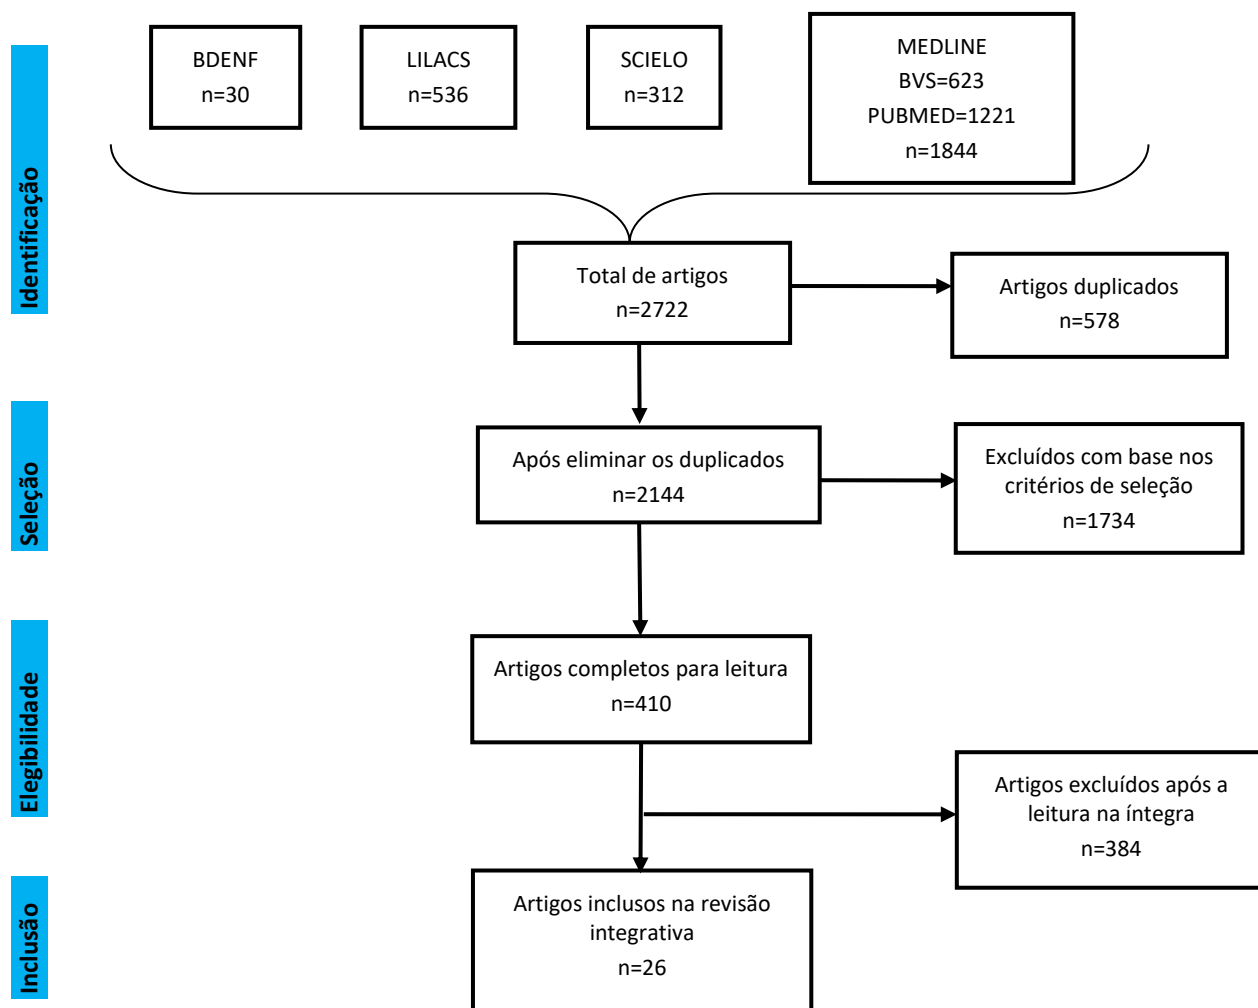 BDENF
n=30
LILACS
n=536
SCIELO
n=312
MEDLINE
BVS=623
PUBMED=1221
n=1844
Identificação
Total de artigos
n=2722
Artigos duplicados
n=578
Seleção
Após eliminar os duplicados
n=2144
Excluídos com base nos
critérios de seleção
n=1734
Elegibilidade
Artigos completos para leitura
n=410
Artigos excluídos após a
leitura na íntegra
n=384
Inclusão
Artigos inclusos na revisão
integrativa
n=26